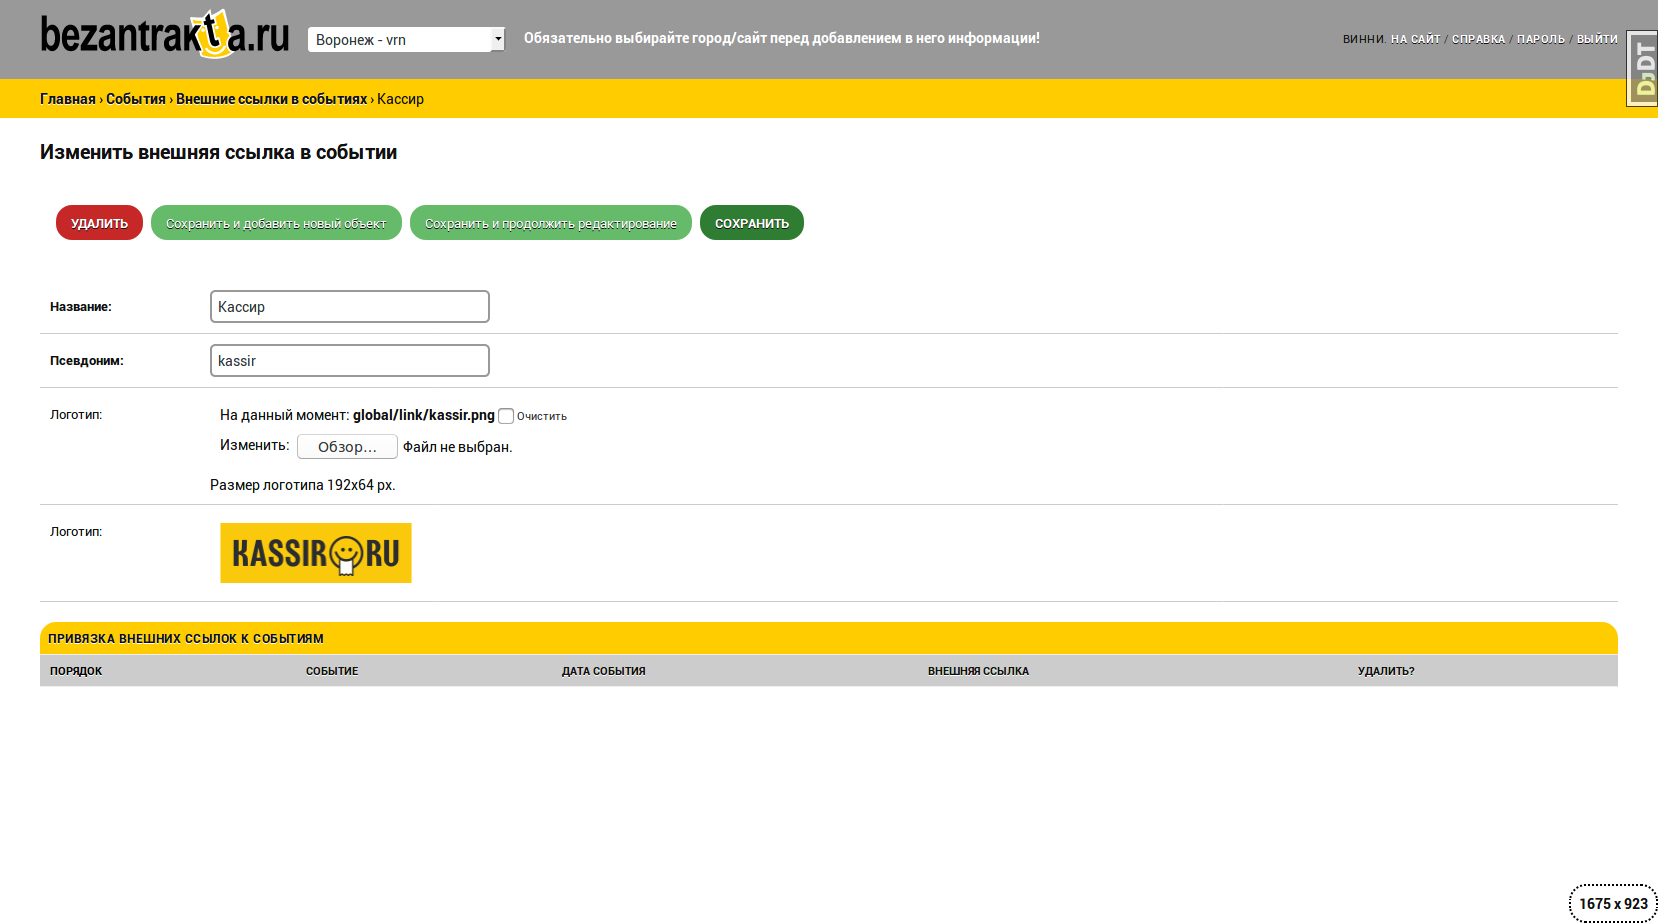 bezantrakta.ru
Воронеж - vrn
Обязательно выбирайте город/сайт перед добавлением в него информации!
ВИННИ. НА САЙТ / СПРАВКА / ПАРОЛЬ / ВЫЙТИ
DjDT
Главная › События › Внешние ссылки в событиях › Кассир
Изменить внешняя ссылка в событии
УДАЛИТЬ
Сохранить и добавить новый объект
Сохранить и продолжить редактирование
СОХРАНИТЬ
Название:
Кассир
Псевдоним:
kassir
Логотип:
На данный момент: global/link/kassir.png Очистить
Изменить: Обзор... Файл не выбран.
Размер логотипа 192x64 px.
Логотип:
KASSIR RU
ПРИВЯЗКА ВНЕШНИХ ССЫЛОК К СОБЫТИЯМ
ПОРЯДОК СОБЫТИЕ ДАТА СОБЫТИЯ ВНЕШНЯЯ ССЫЛКА УДАЛИТЬ?
1675 x 923